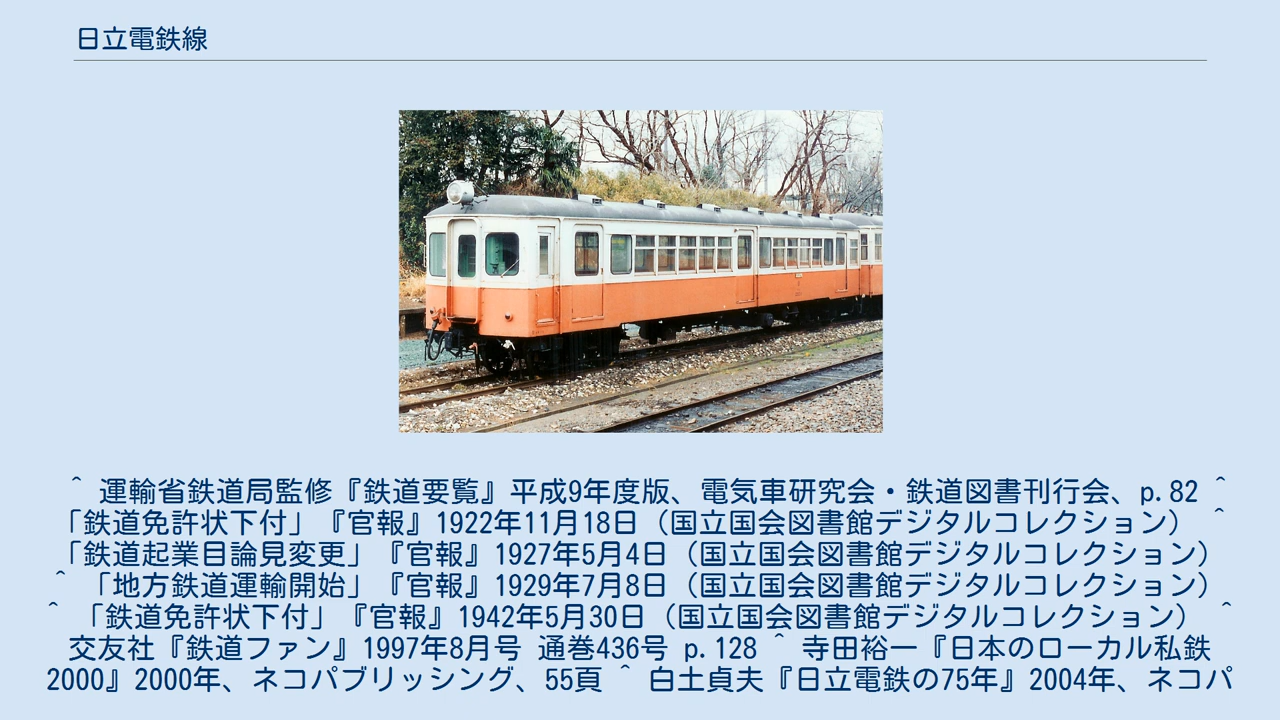 日立電鉄線
^ 運輸省鉄道局監修『鉄道要覧』平成9年度版、電気車研究会・鉄道図書刊行会、p.82 ^
「鉄道免許状下付」『官報』1922年11月18日（国立国会図書館デジタルコレクション） ^
「鉄道起業目論見変更」『官報』1927年5月4日（国立国会図書館デジタルコレクション）
^ 「地方鉄道運輸開始」『官報』1929年7月8日（国立国会図書館デジタルコレクション）
^ 「鉄道免許状下付」『官報』1942年5月30日（国立国会図書館デジタルコレクション） ^
交友社『鉄道ファン』1997年8月号 通巻436号 p.128 ^ 寺田裕一『日本のローカル私鉄
2000』2000年、ネコパブリッシング、55頁 ^ 白土貞夫『日立電鉄の75年』2004年、ネコパ